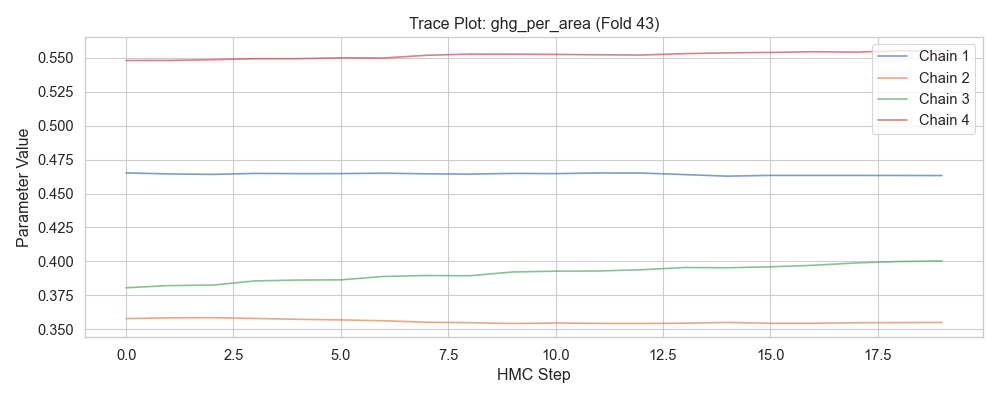 Trace Plot: ghg_per_area (Fold 43)
Parameter Value
0.550
0.525
0.500
0.475
0.450
0.425
0.400
0.375
0.350
Chain 1
Chain 2
Chain 3
Chain 4
0.0 2.5 5.0 7.5 10.0 12.5 15.0 17.5
HMC Step